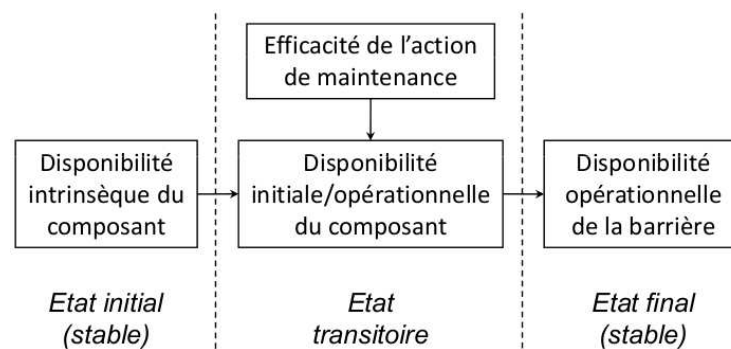 Efficacité de l’action
de maintenance
Disponibilité
intrinsèque du
composant
Disponibilité
initiale/opérationnelle
du composant
Disponibilité
opérationnelle
de la barrière
Etat initial
(stable)
Etat
transitoire
Etat final
(stable)